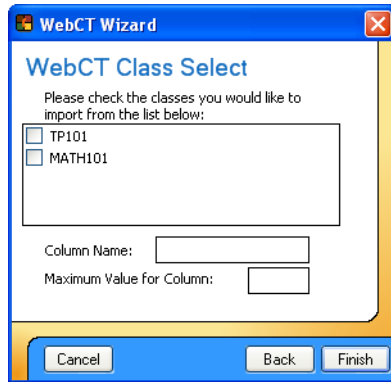 WebCT Wizard
WebCT Class Select
Please check the classes you would like to
import from the list below:
TP101
MATH101
Column Name:
Maximum Value for Column:
Cancel
Back
Finish